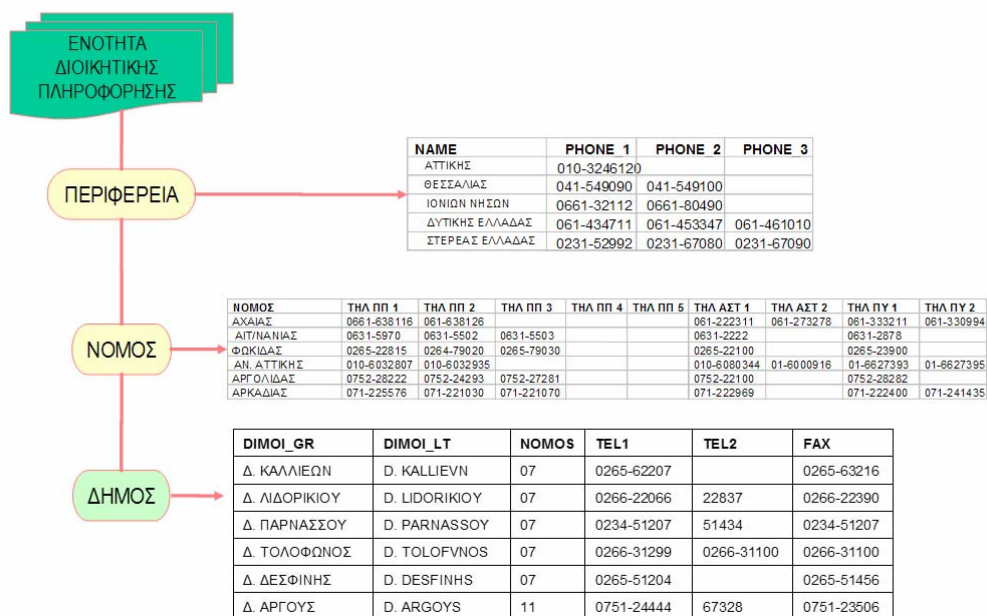 ΕΝΟΤΗΤΑ
ΔΙΟΙΚΗΤΙΚΗΣ
ΠΛΗΡΟΦΟΡΗΣΗΣ
ΠΕΡΙΦΕΡΕΙΑ
NAME PHONE_1 PHONE_2 PHONE_3
ΑΤΤΙΚΗΣ 010-3246120
ΘΕΣΣΑΛΙΑΣ 041-549090 041-549100
ΙΟΝΙΩΝ ΝΗΣΩΝ 0661-32112 0661-80490
ΔΥΤΙΚΗΣ ΕΛΛΑΔΑΣ 061-434711 061-453347 061-461010
ΣΤΕΡΕΑΣ ΕΛΛΑΔΑΣ 0231-52992 0231-67080 0231-67090
ΝΟΜΟΣ
ΝΟΜΟΣ ΤΗΛ ΠΠ 1 ΤΗΛ ΠΠ 2 ΤΗΛ ΠΠ 3 ΤΗΛ ΠΠ 4 ΤΗΛ ΠΠ 5 ΤΗΛ ΑΣΤ 1 ΤΗΛ ΑΣΤ 2 ΤΗΛ ΠΥ 1 ΤΗΛ ΠΥ 2
ΑΧΑΙΑΣ 0661-638116 061-638126 061-222311 061-273278 061-333211 061-330994
ΑΙΤ/ΝΑΝΙΑΣ 0631-5970 0631-5502 0631-5503 0631-2222 0631-2878
ΦΩΚΙΔΑΣ 0265-22815 0264-79020 0265-79030 0265-22100 0265-23900
ΑΝ. ΑΤΤΙΚΗΣ 010-6032807 010-6032935 010-6080344 01-6000916 01-6627393 01-6627395
ΑΡΓΟΛΙΔΑΣ 0752-28222 0752-24293 0752-27281 0752-22100 0752-28282
ΑΡΚΑΔΙΑΣ 071-225576 071-221030 071-221070 071-222969 071-222400 071-241435
ΔΗΜΟΣ
DIMOI_GR DIMOI_LT NOMOS TEL1 TEL2 FAX
Δ. ΚΑΛΛΙΕΩΝ D. KALLIEVN 07 0265-62207 0265-63216
Δ. ΛΙΔΟΡΙΚΙΟΥ D. LIDORIKIOY 07 0266-22066 22837 0266-22390
Δ. ΠΑΡΝΑΣΣΟΥ D. PARNASSOY 07 0234-51207 51434 0234-51207
Δ. ΤΟΛΟΦΩΝΟΣ D. TOLOFVNOS 07 0266-31299 0266-31100 0266-31100
Δ. ΔΕΣΦΙΝΗΣ D. DESFINHS 07 0265-51204 0265-51456
Δ. ΑΡΓΟΥΣ D. ARGOYS 11 0751-24444 67328 0751-23506